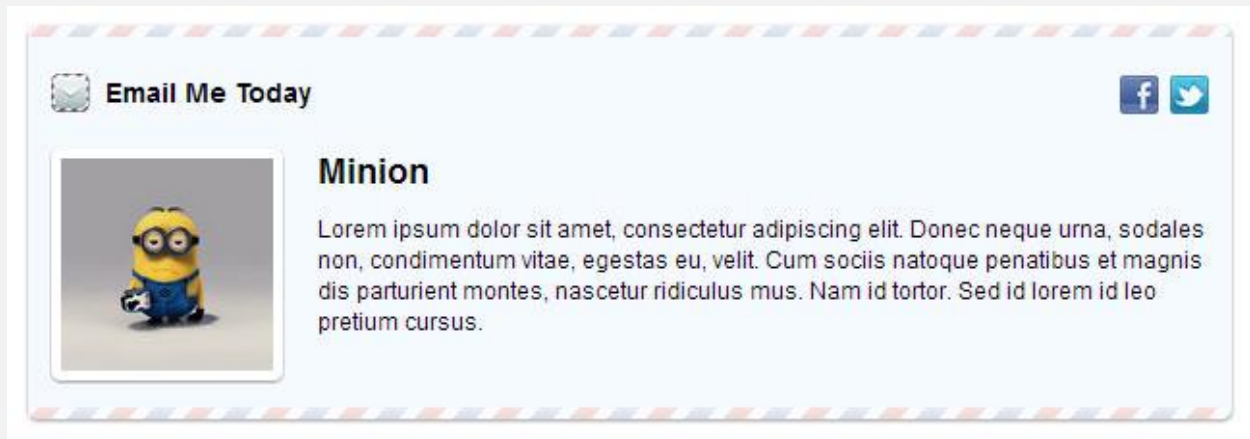 Email Me Today
Minion
Lorem ipsum dolor sit amet, consectetur adipiscing elit. Donec neque urna, sodales
non, condimentum vitae, egestas eu, velit. Cum sociis natoque penatibus et magnis
dis parturient montes, nascetur ridiculus mus. Nam id tortor. Sed id lorem id leo
pretium cursus.